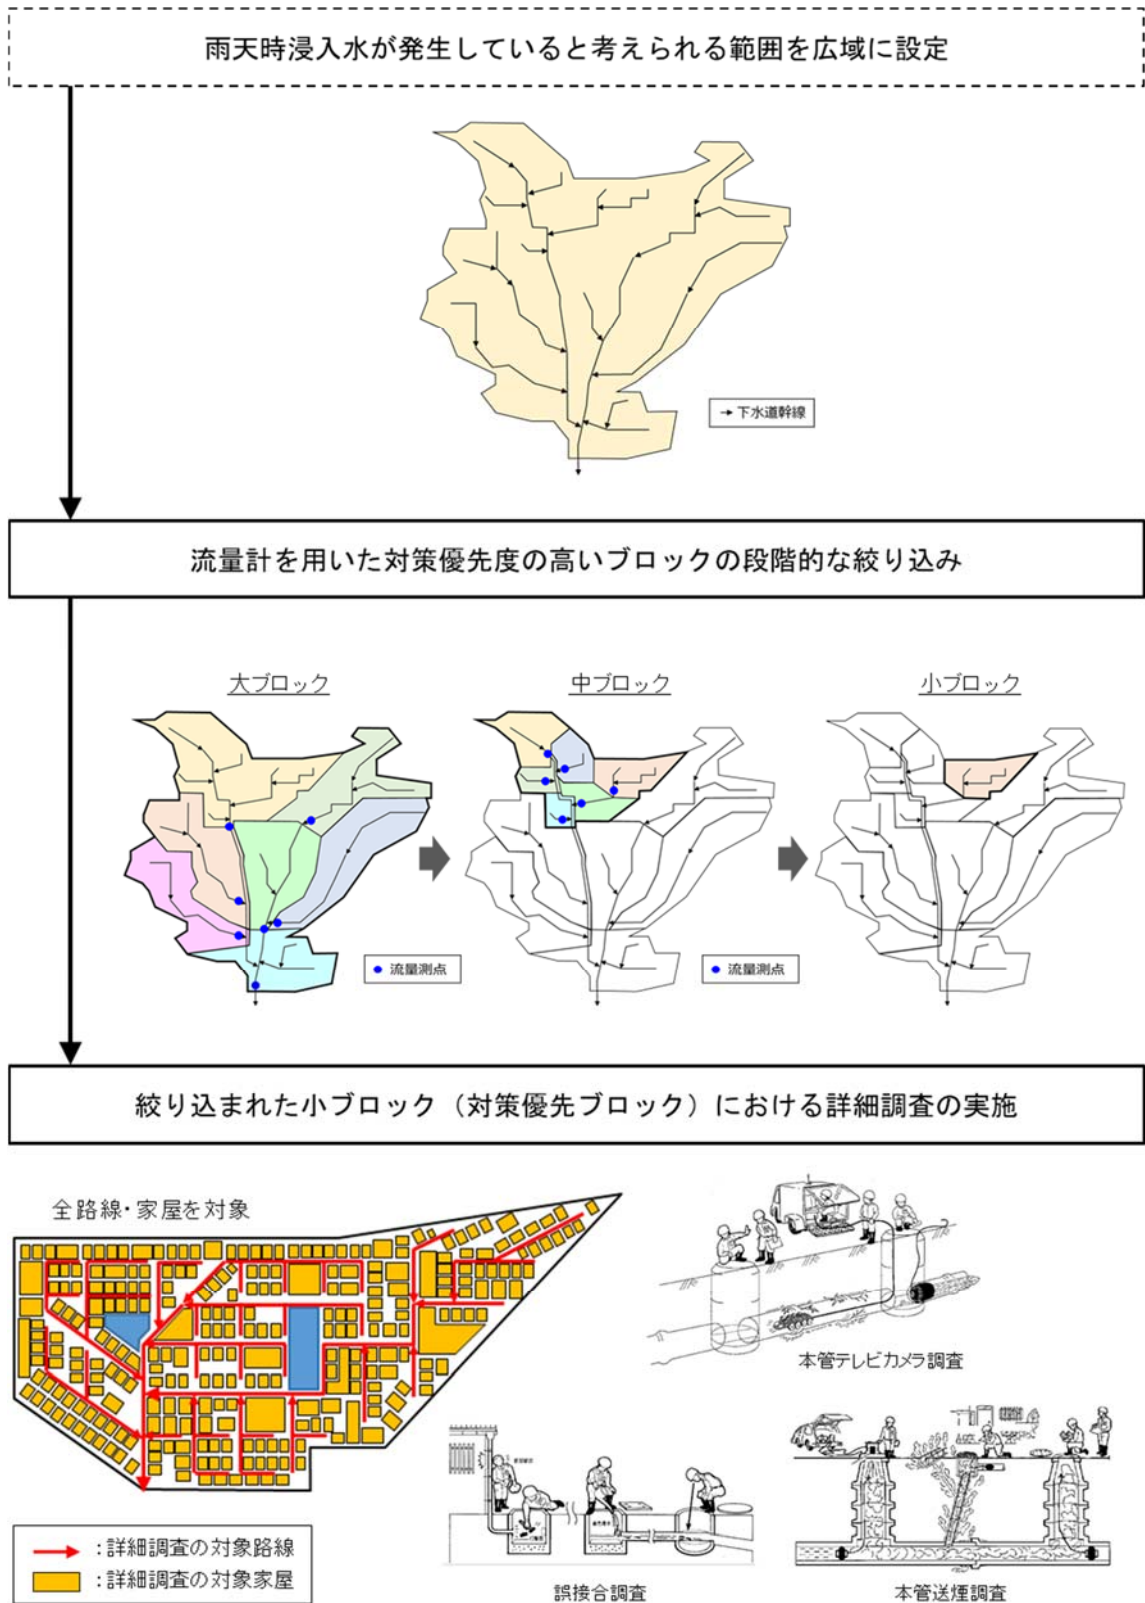 雨天時浸入水が発生していると考えられる範囲を広域に設定
→ 下水道幹線
流量計を用いた対策優先度の高いブロックの段階的な絞り込み
大ブロック
中ブロック
小ブロック
流量測点
流量測点
絞り込まれた小ブロック（対策優先ブロック）における詳細調査の実施
全路線・家屋を対象
本管テレビカメラ調査
：詳細調査の対象路線
：詳細調査の対象家屋
誤接合調査
本管送煙調査